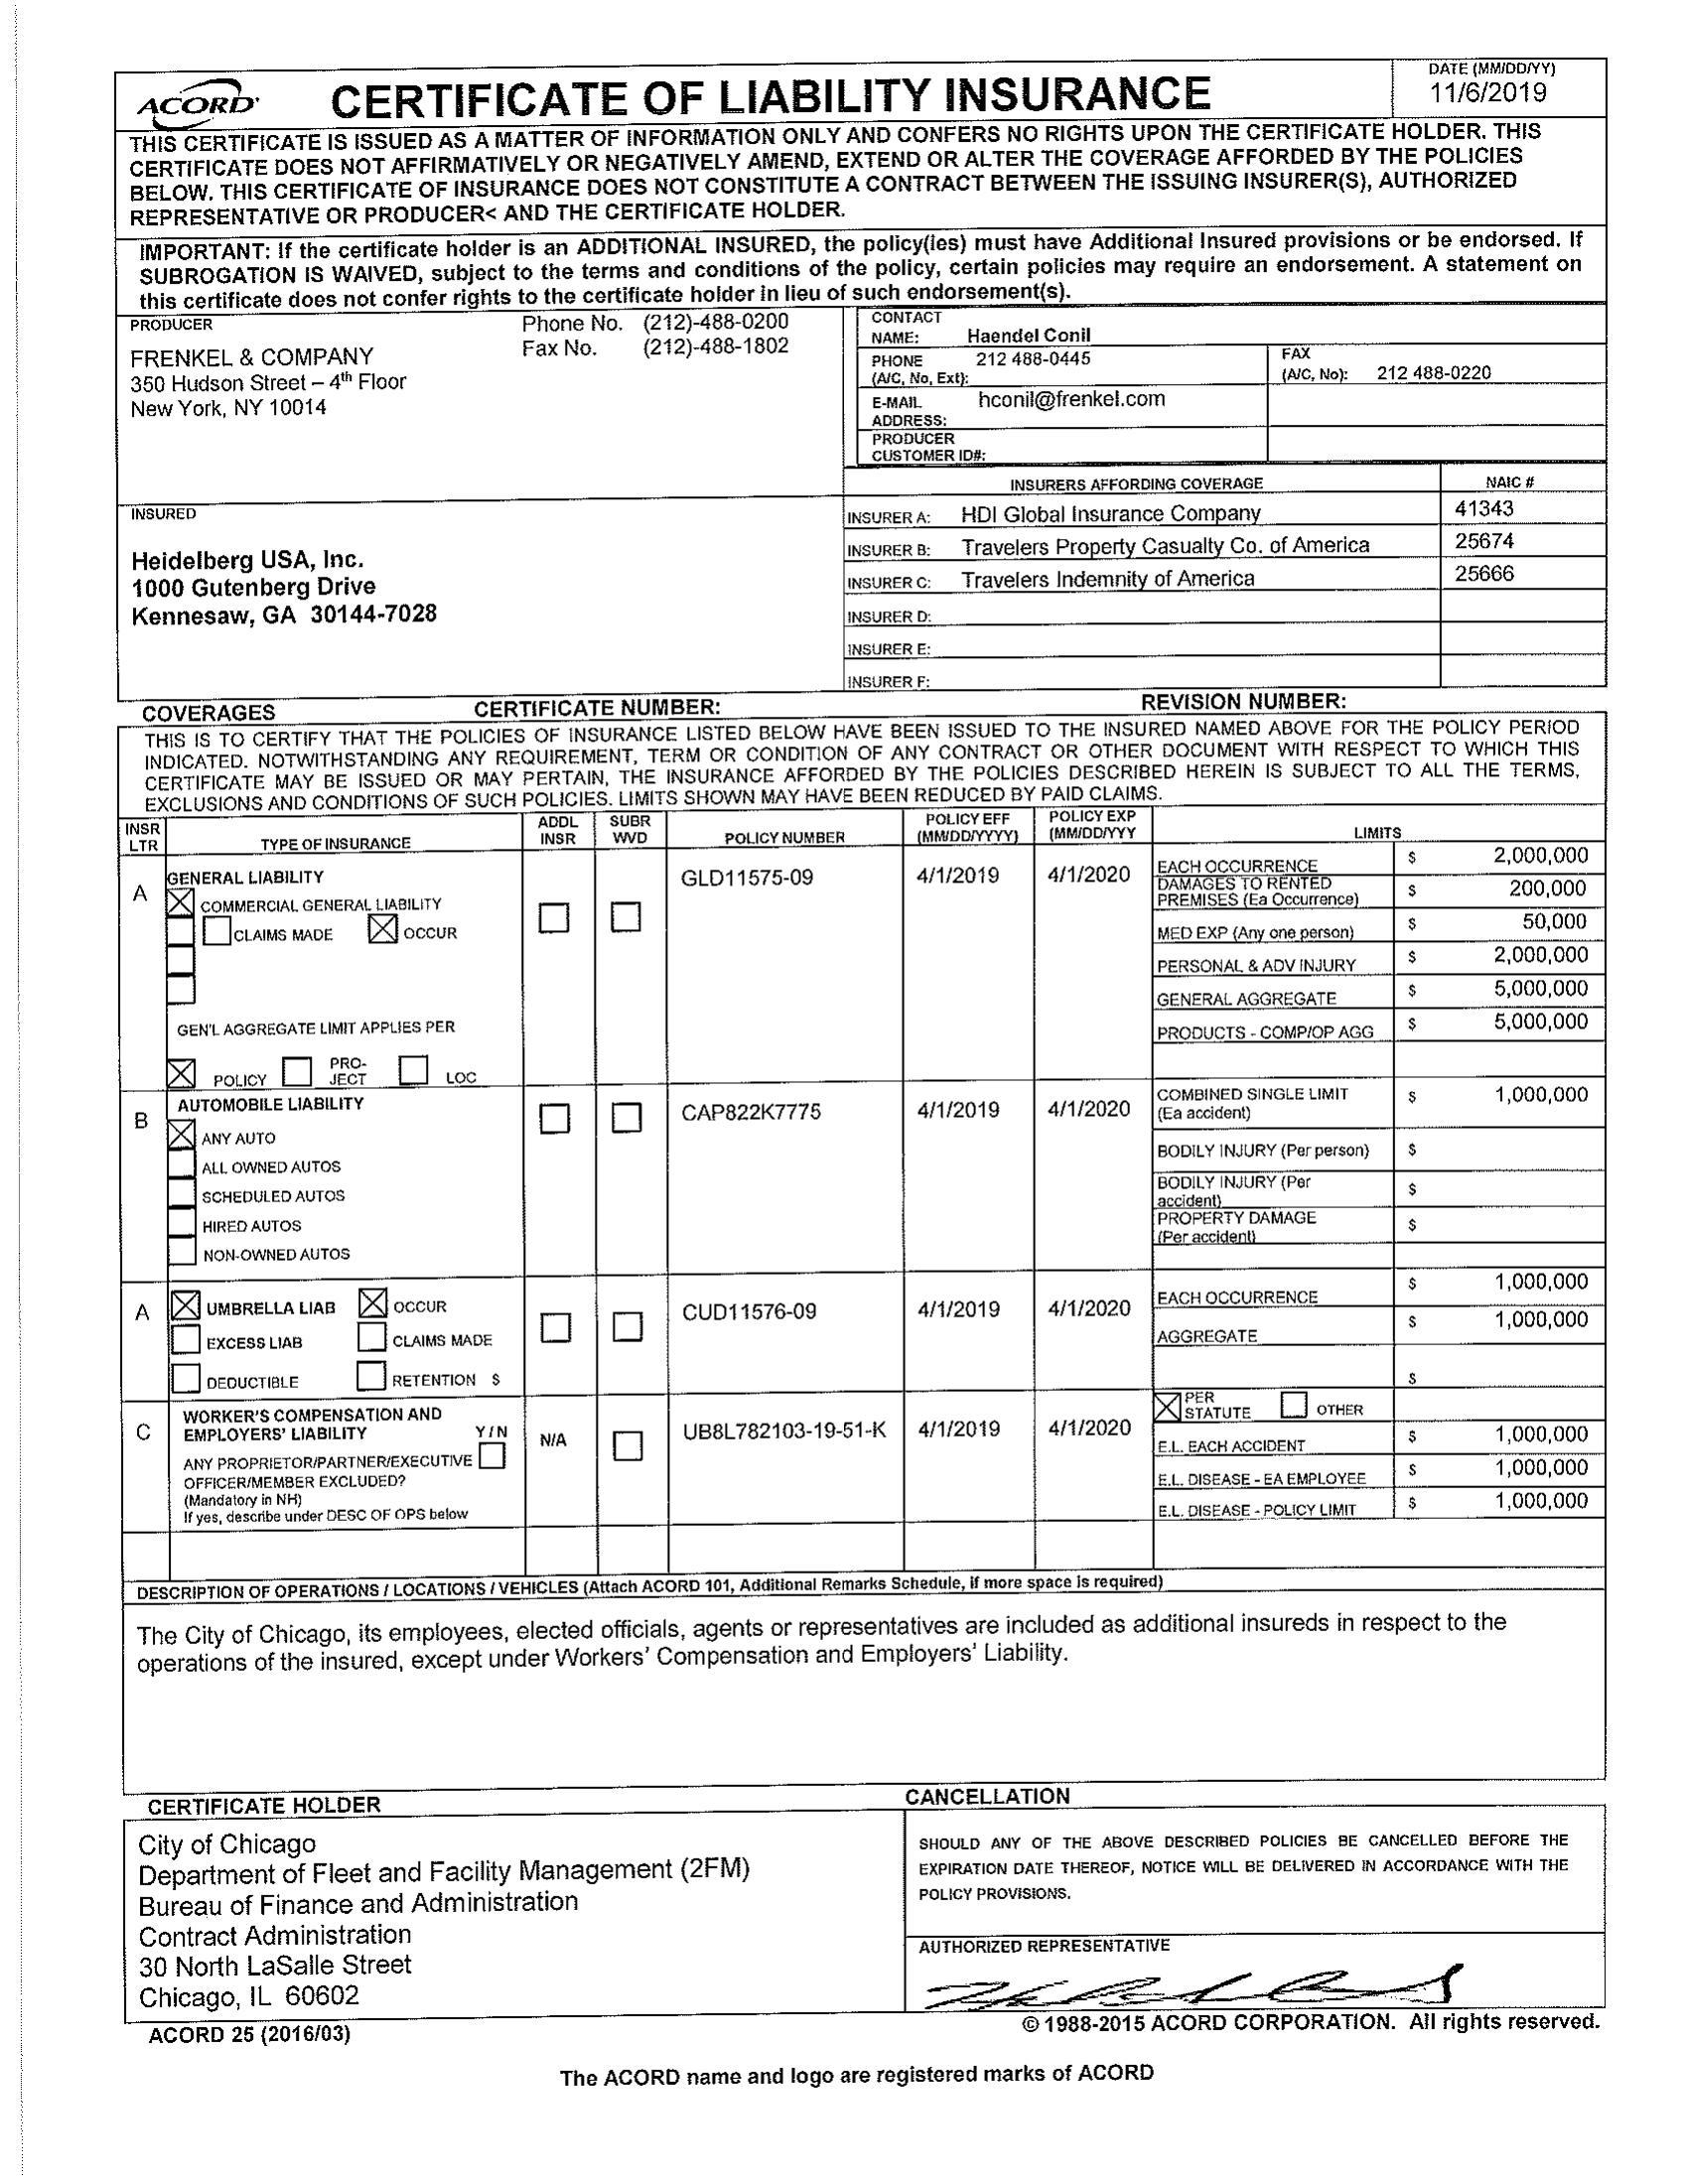 ACORD
CERTIFICATE OF LIABILITY INSURANCE
DATE (MM/DD/YY)
11/6/2019
THIS CERTIFICATE IS ISSUED AS A MATTER OF INFORMATION ONLY AND CONFERS NO RIGHTS UPON THE CERTIFICATE HOLDER. THIS
CERTIFICATE DOES NOT AFFIRMATIVELY OR NEGATIVELY AMEND, EXTEND OR ALTER THE COVERAGE AFFORDED BY THE POLICIES
BELOW. THIS CERTIFICATE OF INSURANCE DOES NOT CONSTITUTE A CONTRACT BETWEEN THE ISSUING INSURER(S), AUTHORIZED
REPRESENTATIVE OR PRODUCER< AND THE CERTIFICATE HOLDER.
IMPORTANT: If the certificate holder is an ADDITIONAL INSURED, the policy(ies) must have Additional Insured provisions or be endorsed. If
SUBROGATION IS WAIVED, subject to the terms and conditions of the policy, certain policies may require an endorsement. A statement on
this certificate does not confer rights to the certificate holder in lieu of such endorsement(s).
PRODUCER
Phone No. (212)-488-0200
Fax No. (212)-488-1802
FRENKEL & COMPANY
350 Hudson Street – 4th Floor
New York, NY 10014
CONTACT
NAME: Haendel Conil
PHONE 212 488-0445
(A/C, No, Ext):
FAX
(A/C, No): 212 488-0220
E-MAIL hconil@frenkel.com
ADDRESS:
PRODUCER
CUSTOMER ID#:
INSURERS AFFORDING COVERAGE NAIC #
INSURED
Heidelberg USA, Inc.
1000 Gutenberg Drive
Kennesaw, GA 30144-7028
INSURER A: HDI Global Insurance Company 41343
INSURER B: Travelers Property Casualty Co. of America 25674
INSURER C: Travelers Indemnity of America 25666
INSURER D:
INSURER E:
INSURER F:
COVERAGES CERTIFICATE NUMBER: REVISION NUMBER:
THIS IS TO CERTIFY THAT THE POLICIES OF INSURANCE LISTED BELOW HAVE BEEN ISSUED TO THE INSURED NAMED ABOVE FOR THE POLICY PERIOD
INDICATED. NOTWITHSTANDING ANY REQUIREMENT, TERM OR CONDITION OF ANY CONTRACT OR OTHER DOCUMENT WITH RESPECT TO WHICH THIS
CERTIFICATE MAY BE ISSUED OR MAY PERTAIN, THE INSURANCE AFFORDED BY THE POLICIES DESCRIBED HEREIN IS SUBJECT TO ALL THE TERMS,
EXCLUSIONS AND CONDITIONS OF SUCH POLICIES. LIMITS SHOWN MAY HAVE BEEN REDUCED BY PAID CLAIMS.
INSR
LTR
TYPE OF INSURANCE
ADDL
INSR
SUBR
WVD
POLICY NUMBER
POLICY EFF
(MM/DD/YYYY)
POLICY EXP
(MM/DD/YYY
LIMITS
A
GENERAL LIABILITY
COMMERCIAL GENERAL LIABILITY
CLAIMS MADE OCCUR
GEN'L AGGREGATE LIMIT APPLIES PER
POLICY PRO-
JECT LOC
GLD11575-09 4/1/2019 4/1/2020
EACH OCCURRENCE $ 2,000,000
DAMAGES TO RENTED
PREMISES (Ea Occurrence) $ 200,000
MED EXP (Any one person) $ 50,000
PERSONAL & ADV INJURY $ 2,000,000
GENERAL AGGREGATE $ 5,000,000
PRODUCTS - COMP/OP AGG $ 5,000,000
B
AUTOMOBILE LIABILITY
ANY AUTO
ALL OWNED AUTOS
SCHEDULED AUTOS
HIRED AUTOS
NON-OWNED AUTOS
CAP822K7775 4/1/2019 4/1/2020
COMBINED SINGLE LIMIT
(Ea accident) $ 1,000,000
BODILY INJURY (Per person) $
BODILY INJURY (Per
accident) $
PROPERTY DAMAGE
(Per accident) $
A
UMBRELLA LIAB OCCUR
EXCESS LIAB CLAIMS MADE
DEDUCTIBLE RETENTION $
CUD11576-09 4/1/2019 4/1/2020
EACH OCCURRENCE $ 1,000,000
AGGREGATE $ 1,000,000
$
C
WORKER'S COMPENSATION AND
EMPLOYERS' LIABILITY Y/N
ANY PROPRIETOR/PARTNER/EXECUTIVE
OFFICER/MEMBER EXCLUDED?
(Mandatory in NH)
If yes, describe under DESC OF OPS below
N/A
UB8L782103-19-51-K 4/1/2019 4/1/2020
PER
STATUTE OTHER
E.L. EACH ACCIDENT $ 1,000,000
E.L. DISEASE - EA EMPLOYEE $ 1,000,000
E.L. DISEASE - POLICY LIMIT $ 1,000,000
DESCRIPTION OF OPERATIONS / LOCATIONS / VEHICLES (Attach ACORD 101, Additional Remarks Schedule, if more space is required)
The City of Chicago, its employees, elected officials, agents or representatives are included as additional insureds in respect to the
operations of the insured, except under Workers' Compensation and Employers' Liability.
CERTIFICATE HOLDER
City of Chicago
Department of Fleet and Facility Management (2FM)
Bureau of Finance and Administration
Contract Administration
30 North LaSalle Street
Chicago, IL 60602
CANCELLATION
SHOULD ANY OF THE ABOVE DESCRIBED POLICIES BE CANCELLED BEFORE THE
EXPIRATION DATE THEREOF, NOTICE WILL BE DELIVERED IN ACCORDANCE WITH THE
POLICY PROVISIONS.
AUTHORIZED REPRESENTATIVE
ACORD 25 (2016/03)
© 1988-2015 ACORD CORPORATION. All rights reserved.
The ACORD name and logo are registered marks of ACORD